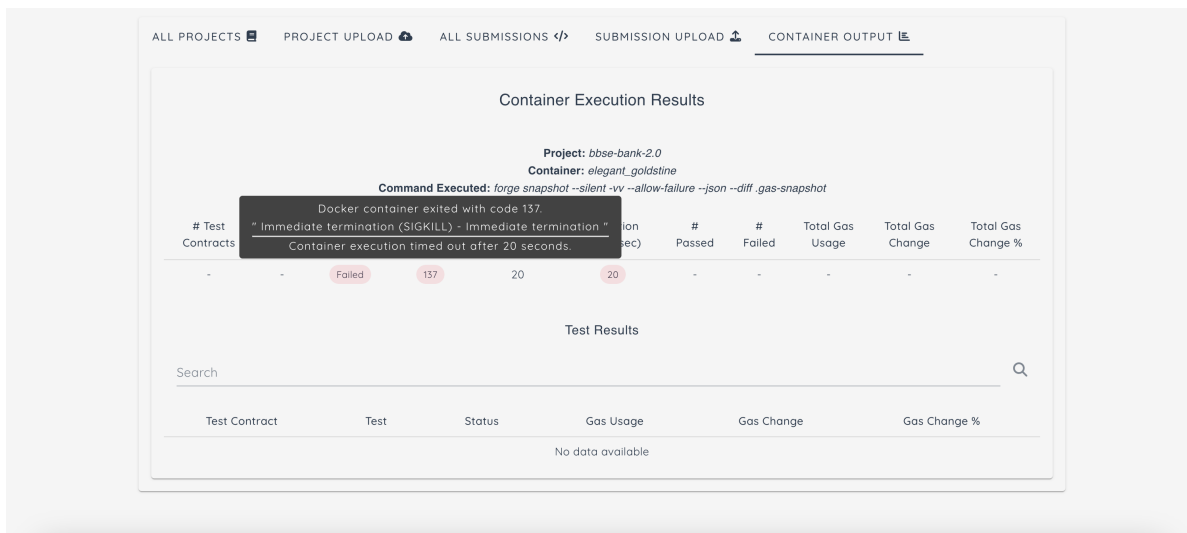 ALL PROJECTS PROJECT UPLOAD ALL SUBMISSIONS </> SUBMISSION UPLOAD CONTAINER OUTPUT
Container Execution Results
Project: bbse-bank-2.0
Container: elegant_goldstine
Command Executed: forge snapshot --silent -vv --allow-failure --json --diff .gas-snapshot
Docker container exited with code 137.
" Immediate termination (SIGKILL) - Immediate termination "
Container execution timed out after 20 seconds.
# Test # # Total Gas Total Gas Total Gas
Contracts Passed Failed Usage Change Change %
- - Failed 137 20 20 - - - - -
Test Results
Search
Test Contract Test Status Gas Usage Gas Change Gas Change %
No data available